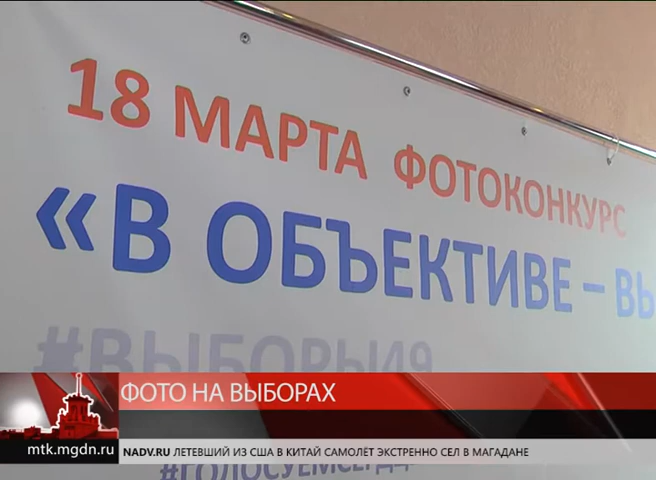 18 МАРТА ФОТОКОНКУРС
«В ОБЪЕКТИВЕ –
#ВЫБОРЫ49
ФОТО НА ВЫБОРАХ
mtk.mgdn.ru
NADV.RU ЛЕТЕВШИЙ ИЗ США В КИТАЙ САМОЛЁТ ЭКСТРЕННО СЕЛ В МАГАДАНЕ